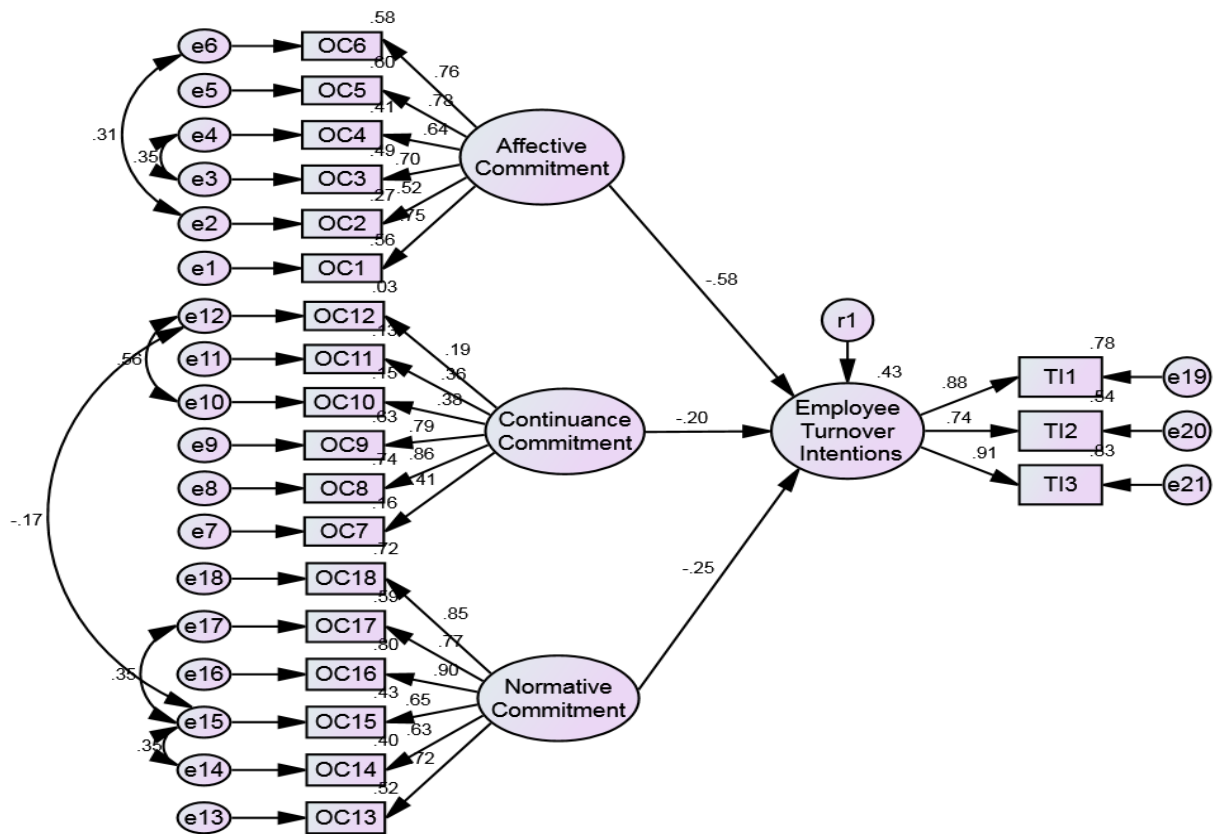 .58
e6
OC6
.76
.60
e5
OC5
.78
.41
e4
OC4
.64
Affective
Commitment
.31
.35
.49
e3
OC3
.70
.27
e2
OC2
.52
.56
e1
OC1
.75
-.58
.03
e12
OC12
.19
.13
e11
OC11
.36
.56
.15
e10
OC10
.38
.63
e9
OC9
.79
Continuance
Commitment
-.20
.74
e8
OC8
.86
.16
e7
OC7
.41
-.17
r1
.43
Employee
Turnover
Intentions
.88
.78
TI1
e19
.74
.54
TI2
e20
.91
.83
TI3
e21
.72
e18
OC18
.85
-.25
.59
e17
OC17
.77
.80
e16
OC16
.90
.35
.43
e15
OC15
.65
Normative
Commitment
.35
.40
e14
OC14
.63
.52
e13
OC13
.72